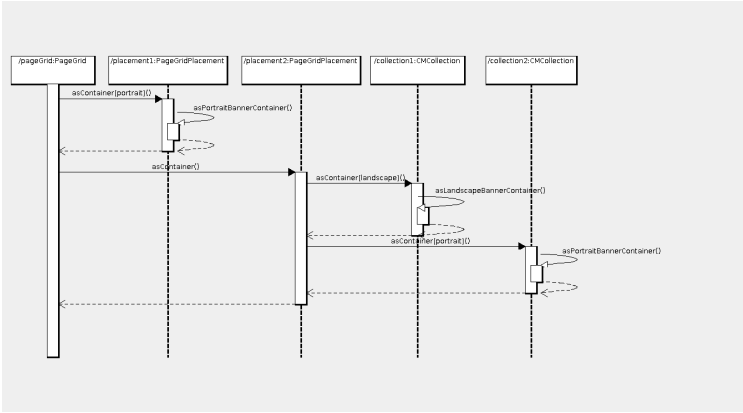 /pageGrid:PageGrid
/placement1:PageGridPlacement
/placement2:PageGridPlacement
/collection1:CMCollection
/collection2:CMCollection
asContainer(portrait)()
asPortraitBannerContainer()
asContainer()
asContainer(landscape)()
asLandscapeBannerContainer()
asContainer(portrait)()
asPortraitBannerContainer()